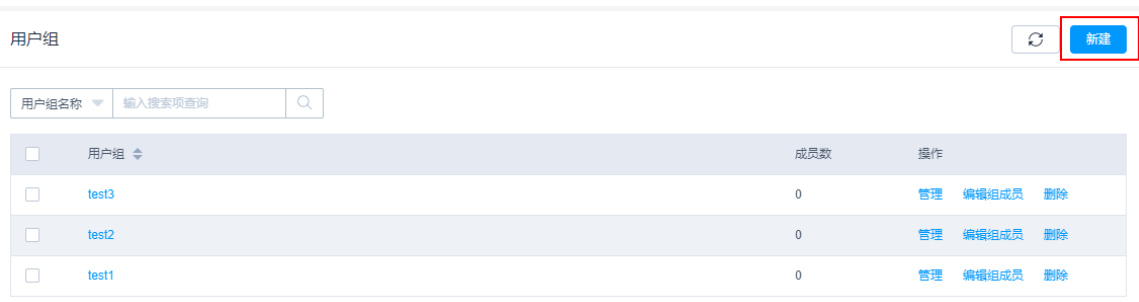 用户组 新建
用户组名称 输入搜索项查询
用户组 成员数 操作
test3 0 管理 编辑组成员 删除
test2 0 管理 编辑组成员 删除
test1 0 管理 编辑组成员 删除